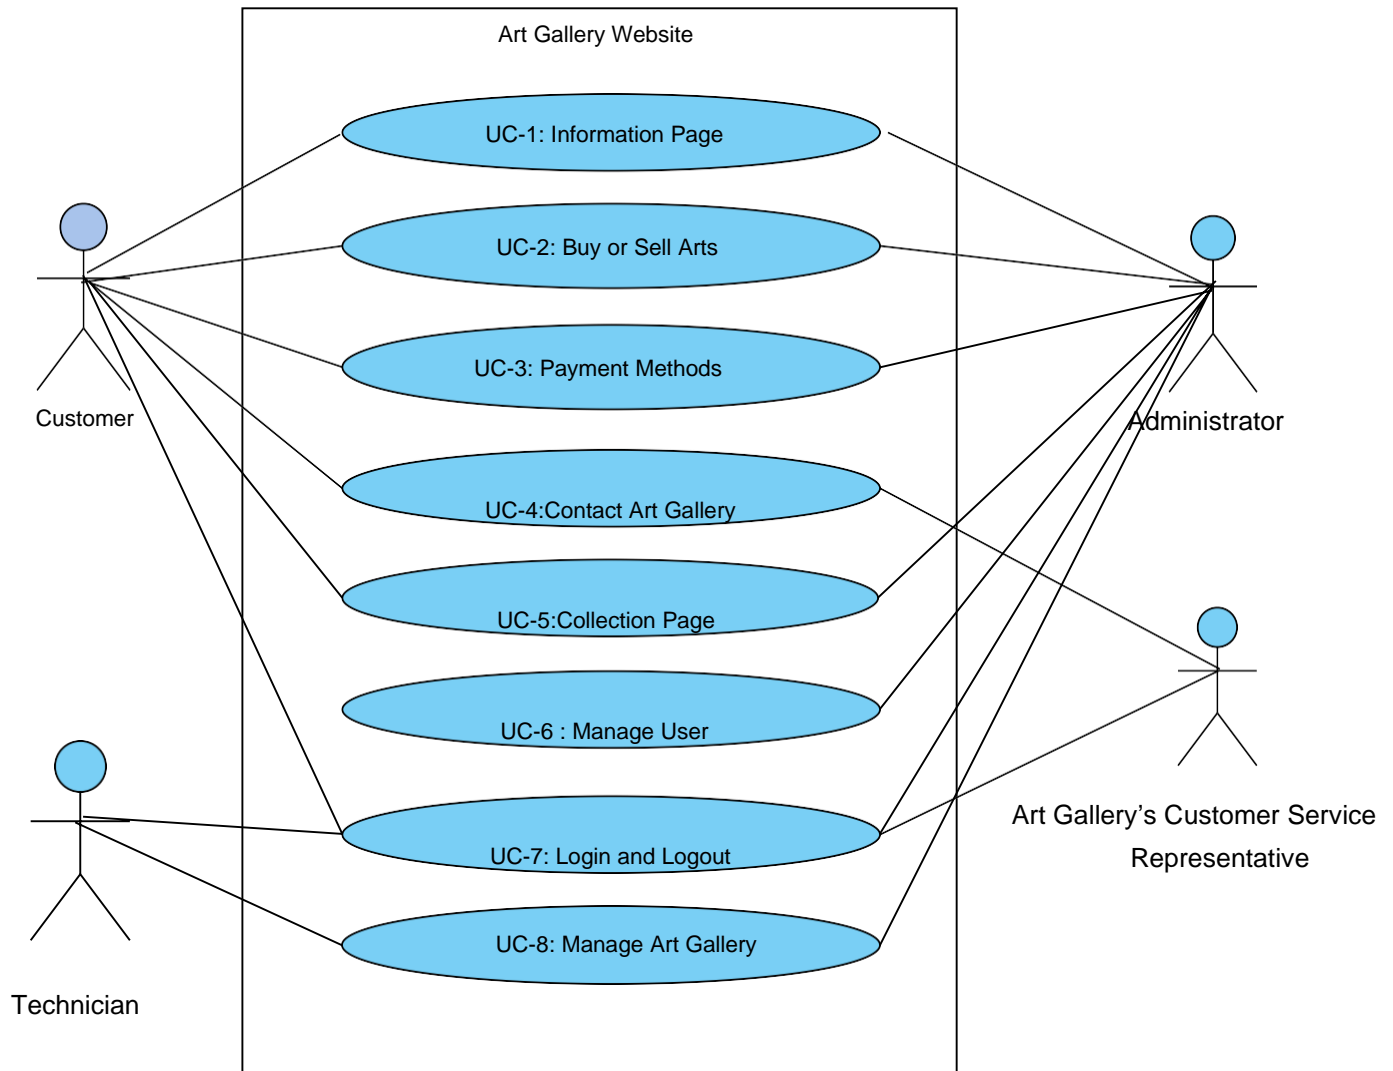 Art Gallery Website
UC-1: Information Page
UC-2: Buy or Sell Arts
UC-3: Payment Methods
Customer
Administrator
UC-4:Contact Art Gallery
UC-5:Collection Page
UC-6 : Manage User
Art Gallery’s Customer Service
Representative
UC-7: Login and Logout
UC-8: Manage Art Gallery
Technician